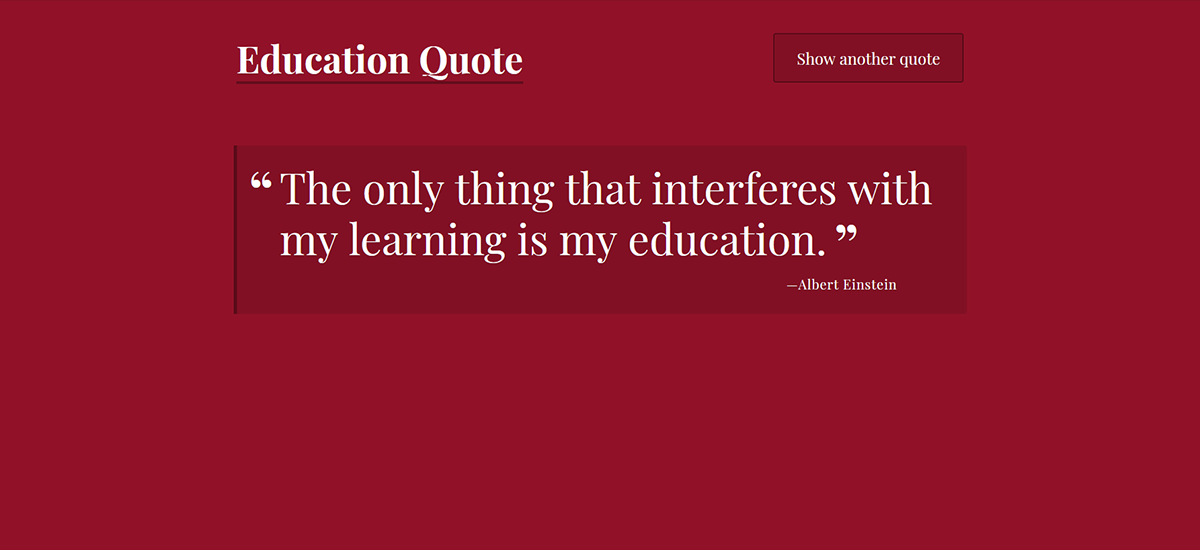 Education Quote
Show another quote
“ The only thing that interferes with
my learning is my education. ”
—Albert Einstein